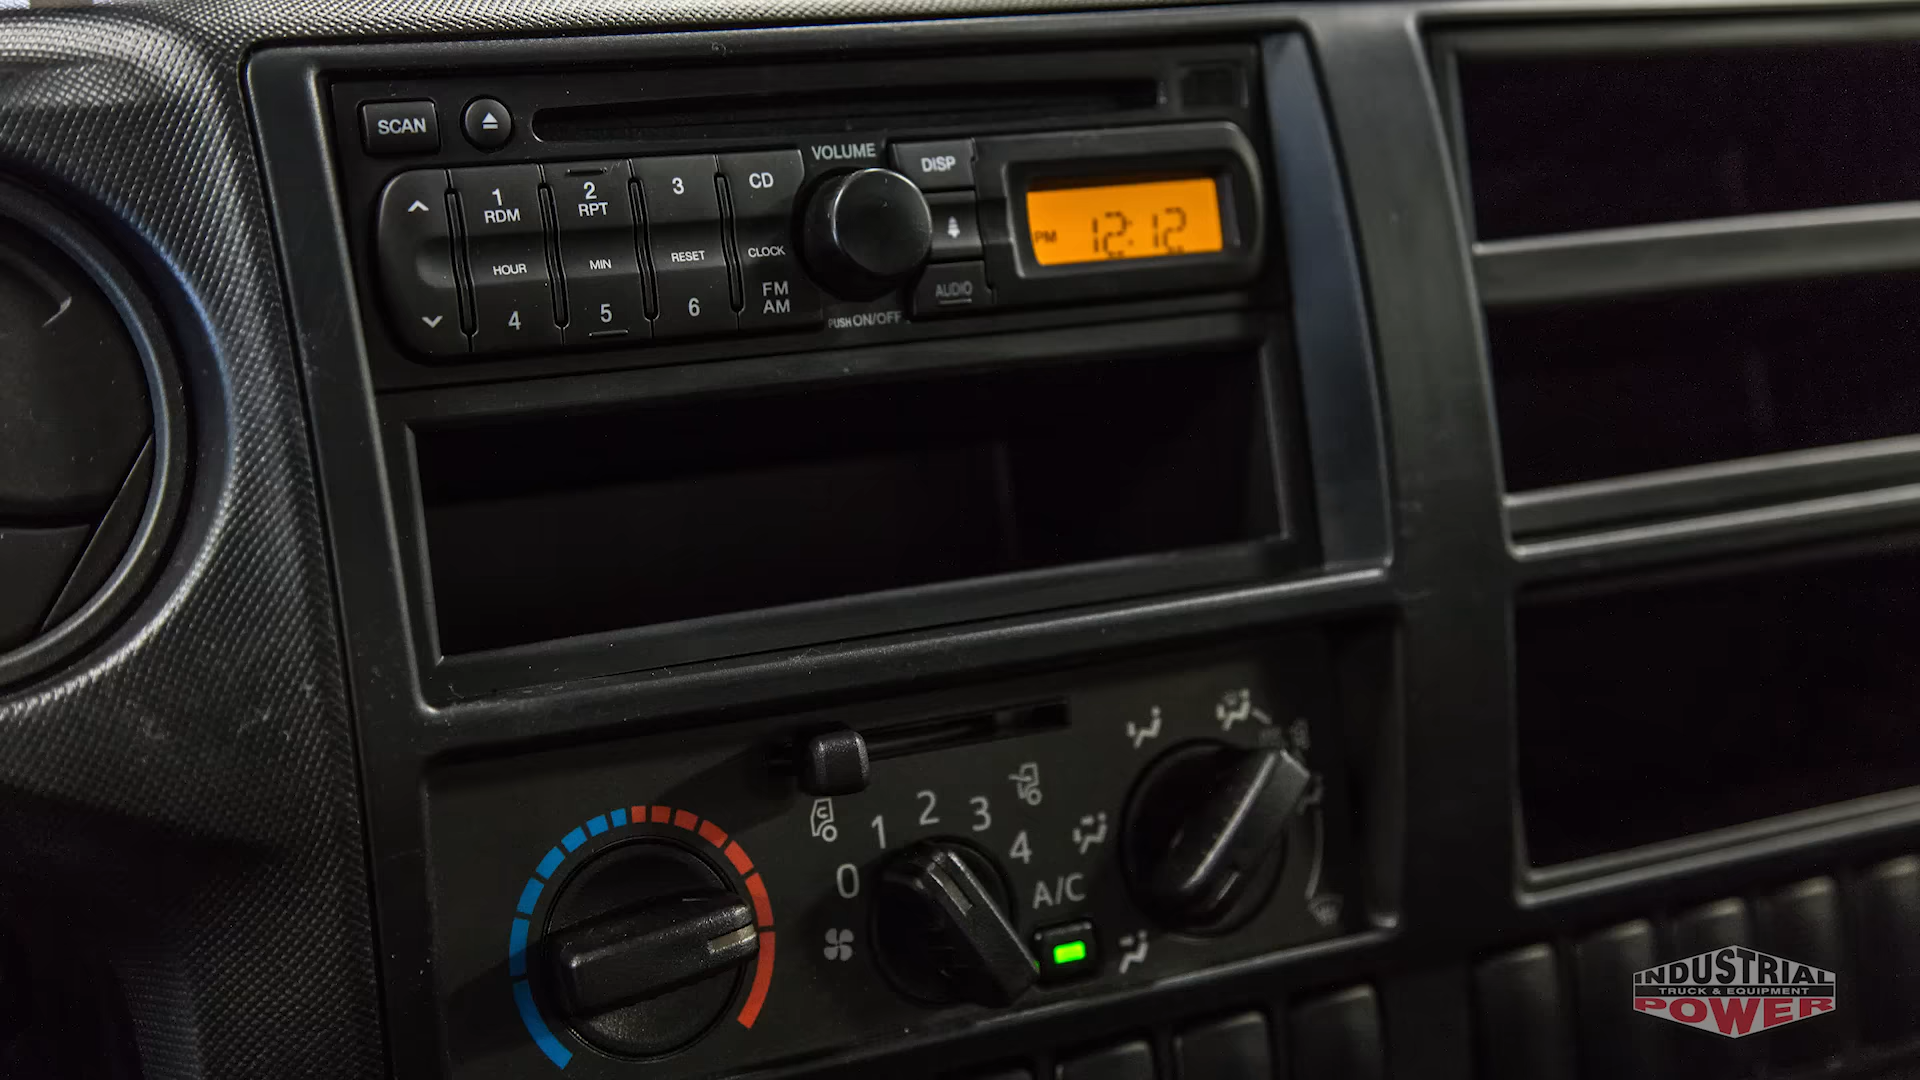 SCAN
VOLUME
DISP
1
RDM
2
RPT
3
CD
PM 12:12
HOUR
MIN
RESET
CLOCK
4
5
6
FM
AM
AUDIO
PUSH ON/OFF
0
1
2
3
4
A/C
INDUSTRIAL
TRUCK & EQUIPMENT
POWER